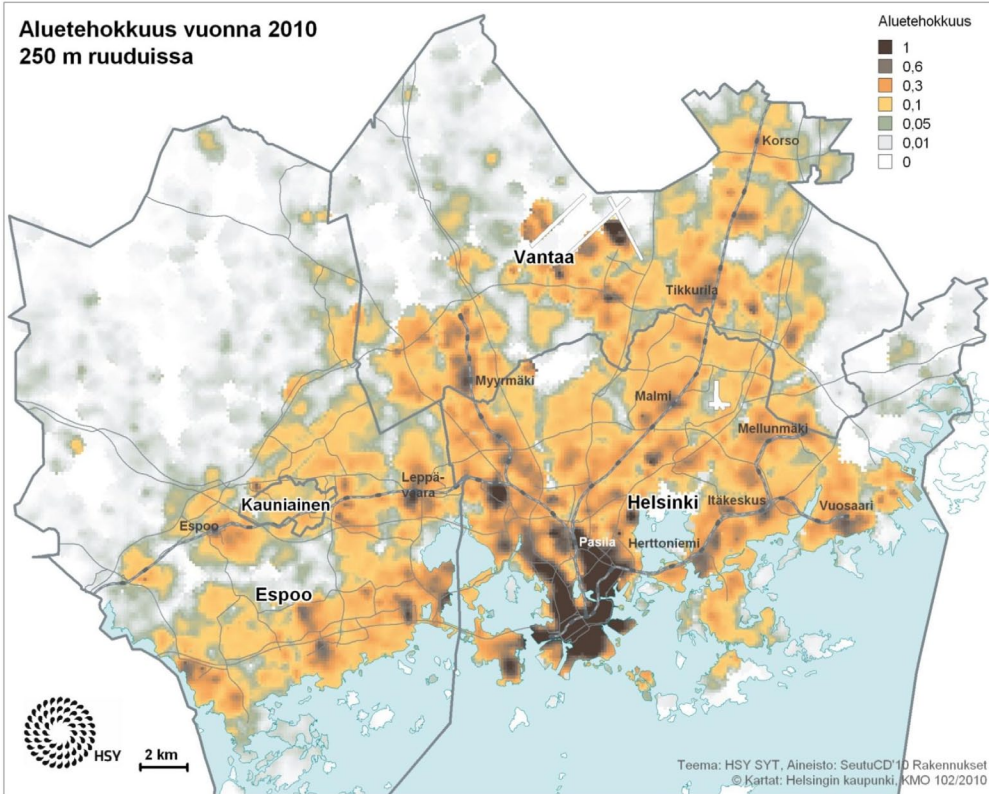 Aluetehokkuus vuonna 2010
250 m ruuduissa
Aluetehokkuus
1
0,6
0,3
0,1
0,05
0,01
0
Korso
Vantaa
Tikkurila
Myyrmäki
Malmi
Mellunmäki
Leppä-
vaara
Kauniainen
Helsinki
Itäkeskus
Vuosaari
Espoo
Pasila
Herttoniemi
Espoo
HSY
2 km
Teema: HSY SYT, Aineisto: SeutuCD'10 Rakennukset
© Kartat: Helsingin kaupunki, KMO 102/2010